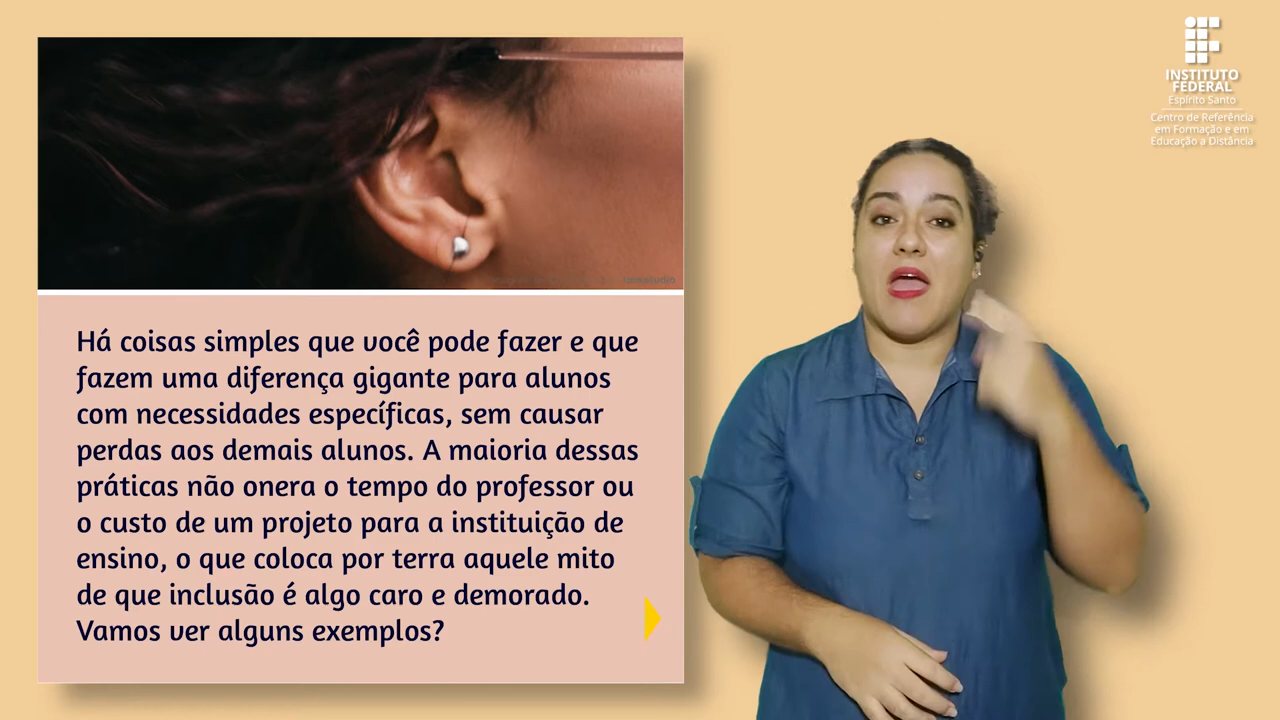 INSTITUTO
FEDERAL
Espírito Santo
Centro de Referência
em Formação e em
Educação a Distância
Há coisas simples que você pode fazer e que
fazem uma diferença gigante para alunos
com necessidades específicas, sem causar
perdas aos demais alunos. A maioria dessas
práticas não onera o tempo do professor ou
o custo de um projeto para a instituição de
ensino, o que coloca por terra aquele mito
de que inclusão é algo caro e demorado.
Vamos ver alguns exemplos?